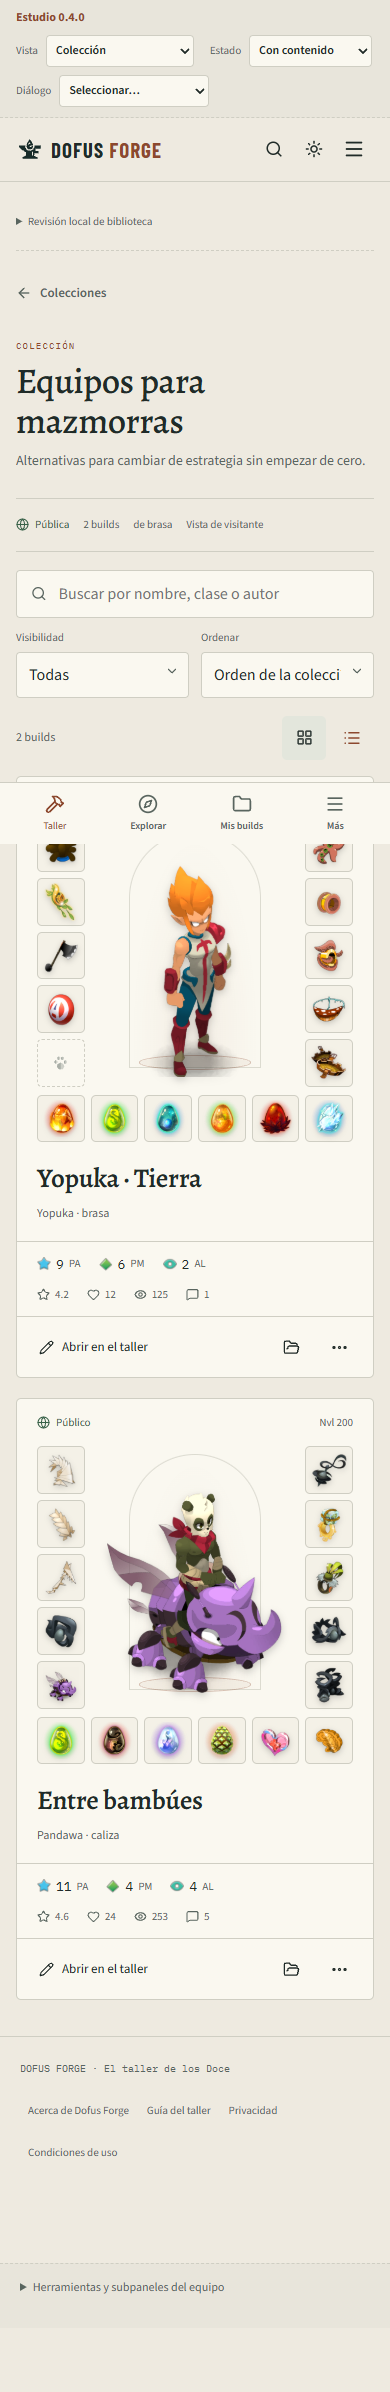 Estudio 0.4.0
Vista Colección Estado Con contenido
Diálogo Seleccionar...
DOFUS FORGE
Revisión local de biblioteca
Colecciones
COLECCIÓN
Equipos para
mazmorras
Alternativas para cambiar de estrategia sin empezar de cero.
Pública 2 builds de brasa Vista de visitante
Buscar por nombre, clase o autor
Visibilidad Ordenar
Todas Orden de la colecci
2 builds
Taller Explorar Mis builds Más
Yopuka · Tierra
Yopuka · brasa
9 PA 6 PM 2 AL
4.2 12 125 1
Abrir en el taller
Público Nvl 200
Entre bambúes
Pandawa · caliza
11 PA 4 PM 4 AL
4.6 24 253 5
Abrir en el taller
DOFUS FORGE · El taller de los Doce
Acerca de Dofus Forge Guía del taller Privacidad
Condiciones de uso
Herramientas y subpaneles del equipo